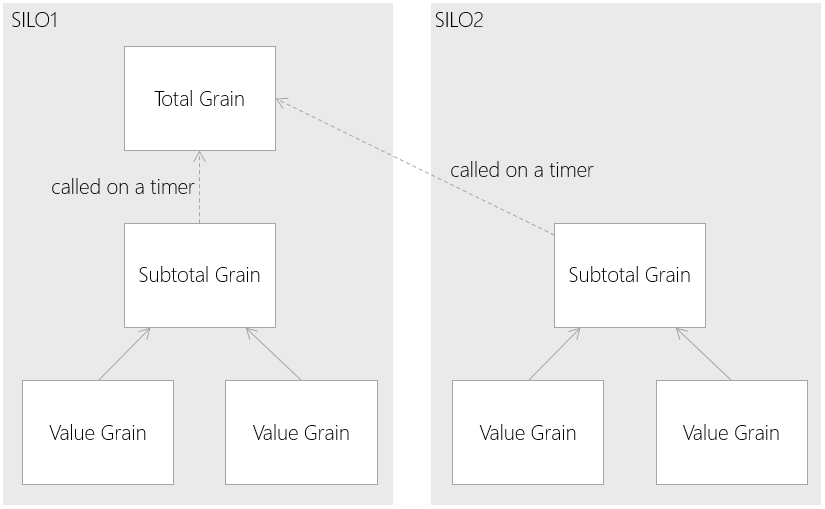 SILO1
SILO2
Total Grain
called on a timer
called on a timer
Subtotal Grain
Subtotal Grain
Value Grain
Value Grain
Value Grain
Value Grain